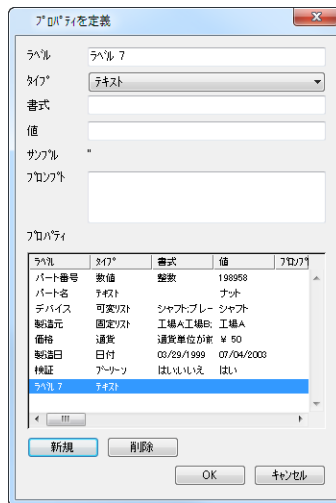 ﾌﾟﾛﾊﾟﾃｨを定義
ﾗﾍﾞﾙ ﾗﾍﾞﾙ 7
ﾀｲﾌﾟ ﾃｷｽﾄ
書式
値
ｻﾝﾌﾟﾙ "
ﾌﾟﾛﾝﾌﾟﾄ
ﾌﾟﾛﾊﾟﾃｨ
ﾗﾍﾞﾙ ﾀｲﾌﾟ 書式 値 ﾌﾟﾛﾝﾌﾟ
ﾊﾟｰﾄ番号 数値 整数 198958
ﾊﾟｰﾄ名 ﾃｷｽﾄ ﾅｯﾄ
ﾃﾞﾊﾞｲｽ 可変ﾘｽﾄ ｼｬﾌﾄ;ﾌﾞﾚｰ ｼｬﾌﾄ
製造元 固定ﾘｽﾄ 工場A;工場B; 工場A
価格 通貨 通貨単位が前 ¥ 50
製造日 日付 03/29/1999 07/04/2003
検証 ﾌﾞｰﾘｰﾝ はい;いいえ はい
ﾗﾍﾞﾙ 7 ﾃｷｽﾄ
新規 削除
OK ｷｬﾝｾﾙ